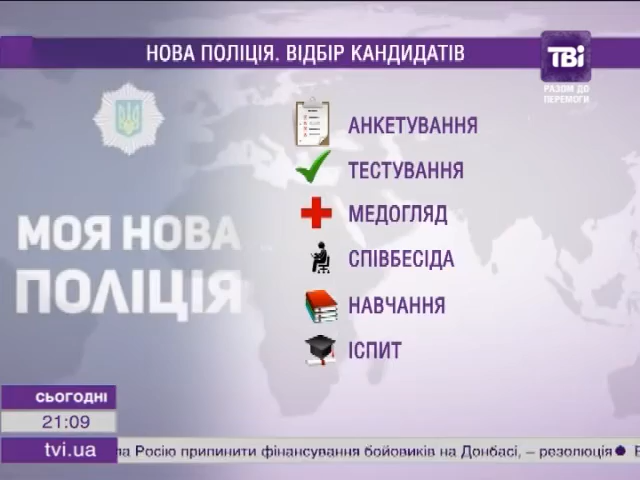 НОВА ПОЛІЦІЯ. ВІДБІР КАНДИДАТІВ
ТВі
РАЗОМ ДО
ПЕРЕМОГИ
АНКЕТУВАННЯ
ТЕСТУВАННЯ
МЕДОГЛЯД
СПІВБЕСІДА
НАВЧАННЯ
ІСПИТ
МОЯ НОВА
ПОЛІЦІЯ
СЬОГОДНІ
21:09
tvi.ua
ла Росію припинити фінансування бойовиків на Донбасі, – резолюція ●